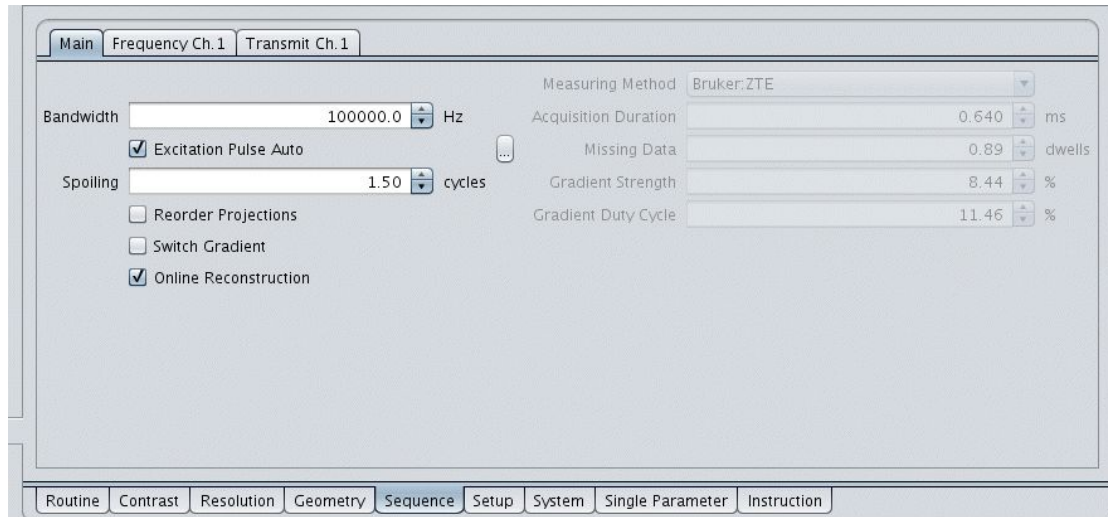 Main Frequency Ch.1 Transmit Ch.1
Measuring Method Bruker:ZTE
Bandwidth 100000.0 Hz Acquisition Duration 0.640 ms
Excitation Pulse Auto ... Missing Data 0.89 dwells
Spoiling 1.50 cycles Gradient Strength 8.44 %
Reorder Projections Gradient Duty Cycle 11.46 %
Switch Gradient
Online Reconstruction
Routine Contrast Resolution Geometry Sequence Setup System Single Parameter Instruction